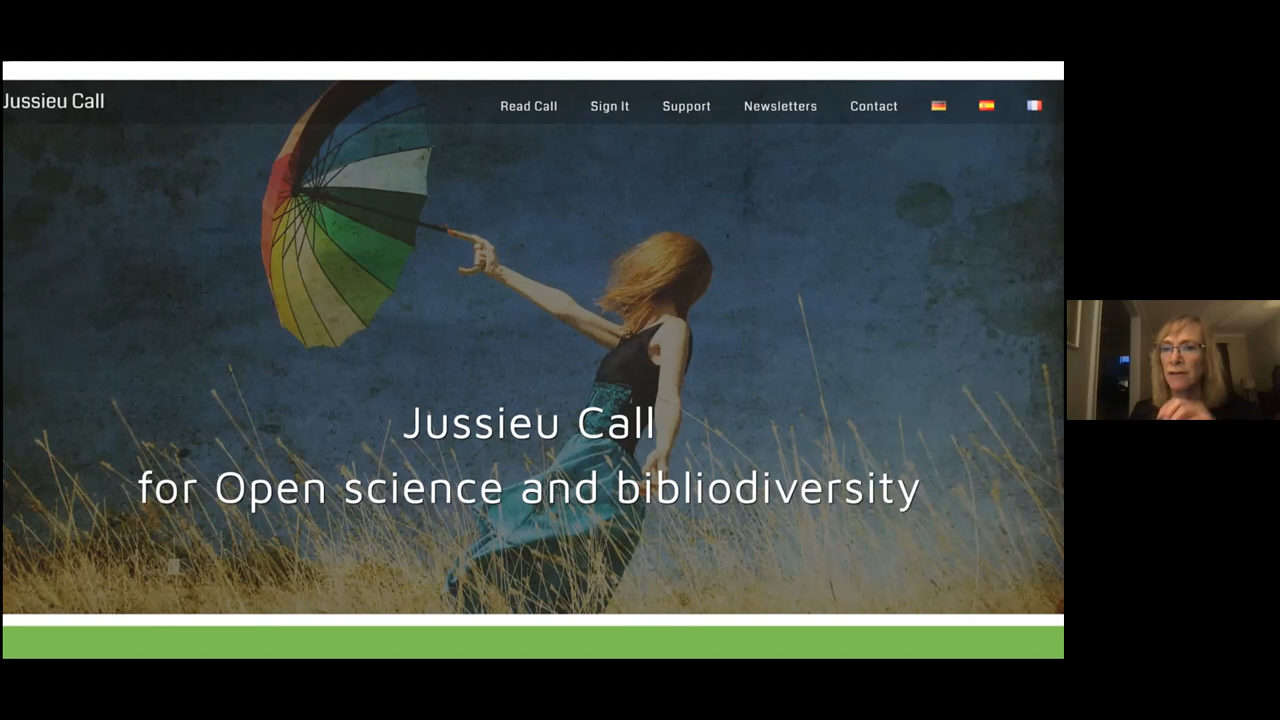 Jussieu Call
Read Call Sign It Support Newsletters Contact
Jussieu Call
for Open science and bibliodiversity